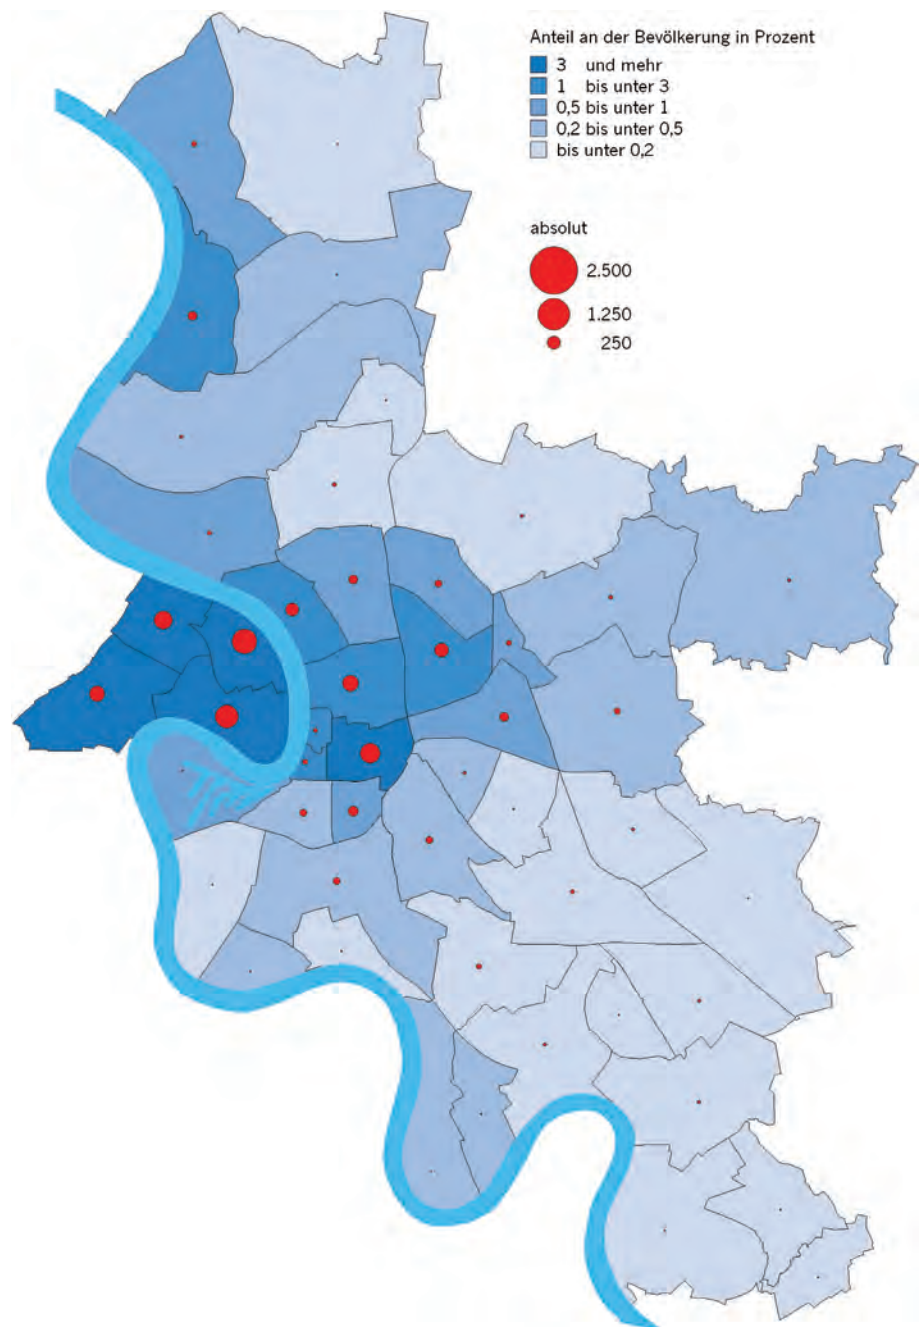 Anteil an der Bevölkerung in Prozent
3 und mehr
1 bis unter 3
0,5 bis unter 1
0,2 bis unter 0,5
bis unter 0,2
absolut
2.500
1.250
250